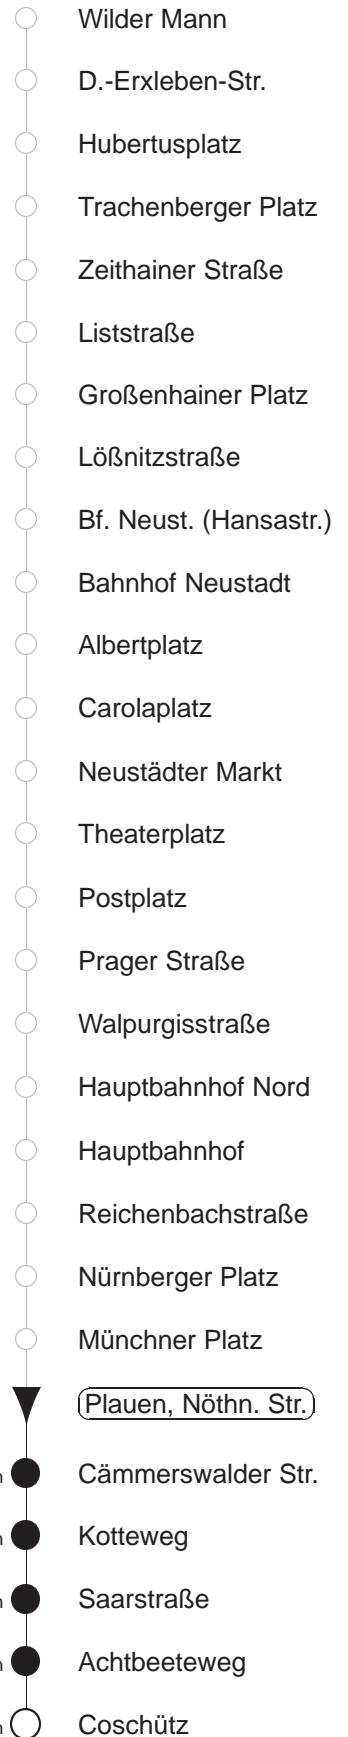 Wilder Mann
D.-Erxleben-Str.
Hubertusplatz
Trachenberger Platz
Zeithainer Straße
Liststraße
Großenhainer Platz
Lößnitzstraße
Bf. Neust. (Hansastr.)
Bahnhof Neustadt
Albertplatz
Carolaplatz
Neustädter Markt
Theaterplatz
Postplatz
Prager Straße
Walpurgisstraße
Hauptbahnhof Nord
Hauptbahnhof
Reichenbachstraße
Nürnberger Platz
Münchner Platz
Plauen, Nöthn. Str.
Cämmerswalder Str.
Kotteweg
Saarstraße
Achtbeeteweg
Coschütz